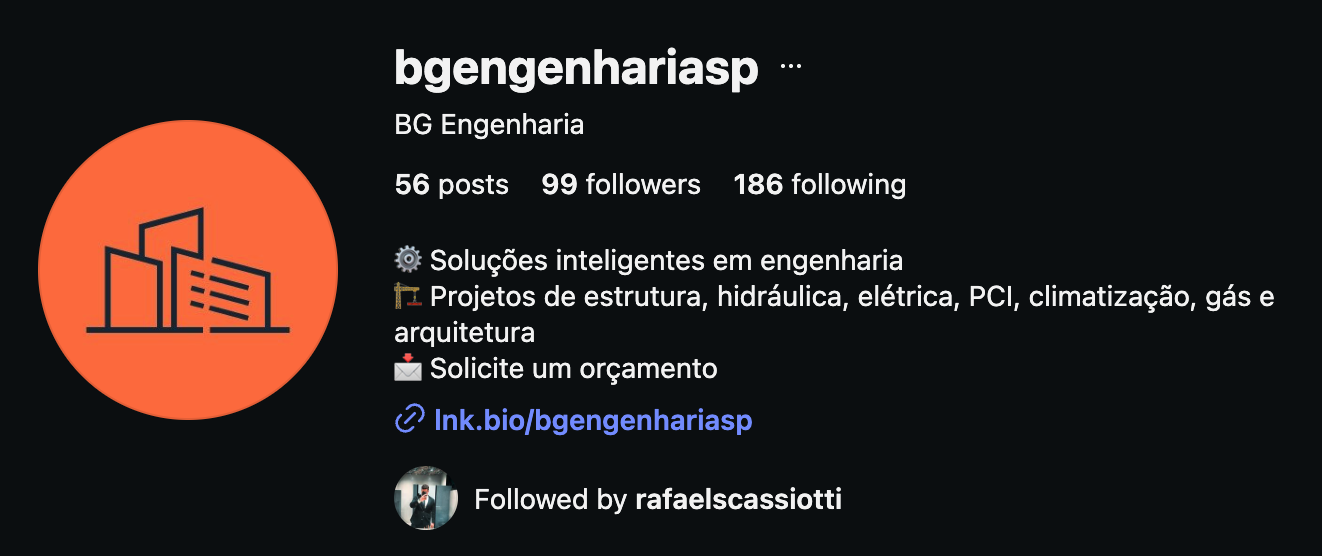 bgengenhariasp ...
BG Engenharia
56 posts 99 followers 186 following
⚙️ Soluções inteligentes em engenharia
🏗️ Projetos de estrutura, hidráulica, elétrica, PCI, climatização, gás e
arquitetura
📩 Solicite um orçamento
lnk.bio/bgengenhariasp
Followed by rafaelscassiotti